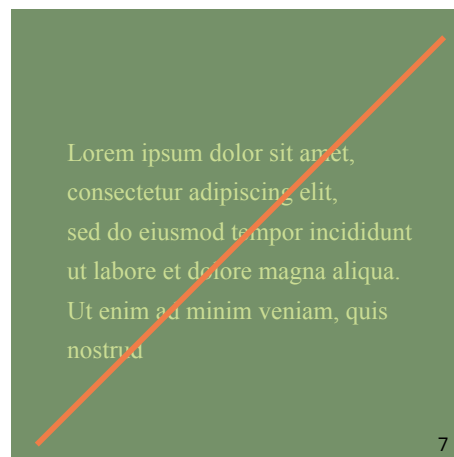 Lorem ipsum dolor sit amet,
consectetur adipiscing elit,
sed do eiusmod tempor incididunt
ut labore et dolore magna aliqua.
Ut enim ad minim veniam, quis
nostrud
7